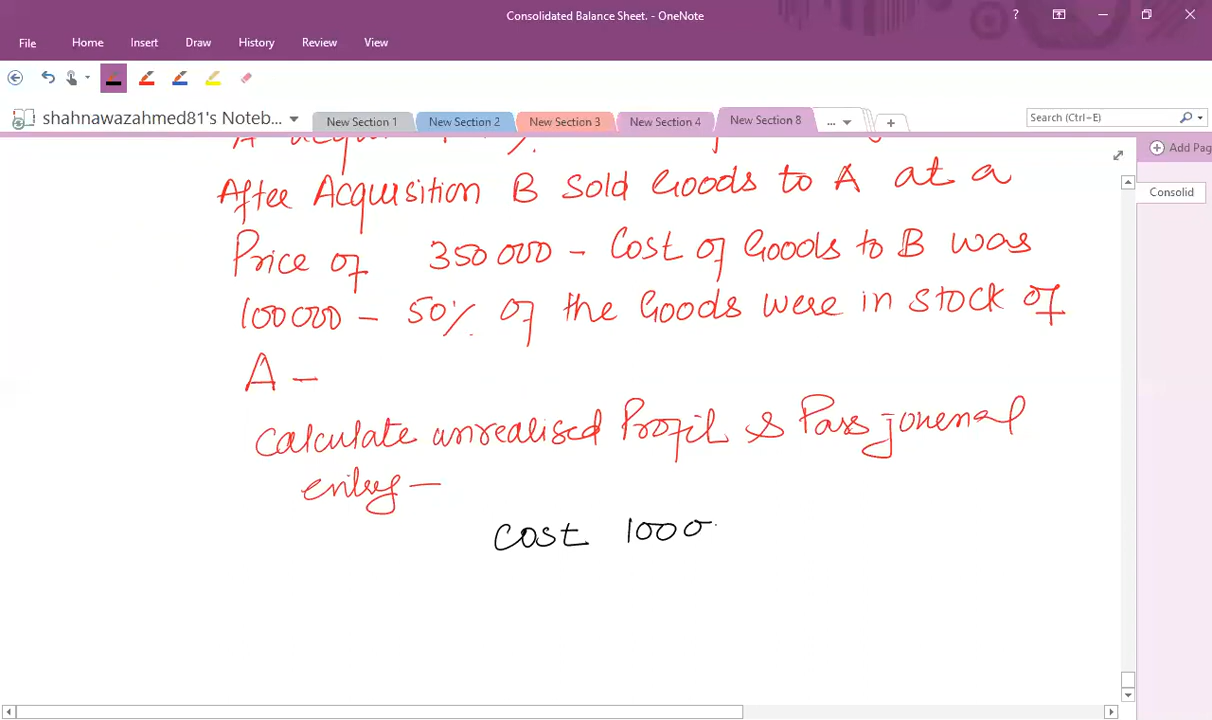 Consolidated Balance Sheet. - OneNote
File Home Insert Draw History Review View
shahnawazahmed81's Noteb... New Section 1 New Section 2 New Section 3 New Section 4 New Section 8 ... Search (Ctrl+E)
Add Pag
Consolid
After Acquisition B Sold Goods to A at a
Price of 350000 - Cost of Goods to B was
100000 - 50% of the Goods were in stock of
A -
Calculate unrealised Profit & Pass journal
entry -
Cost 1000